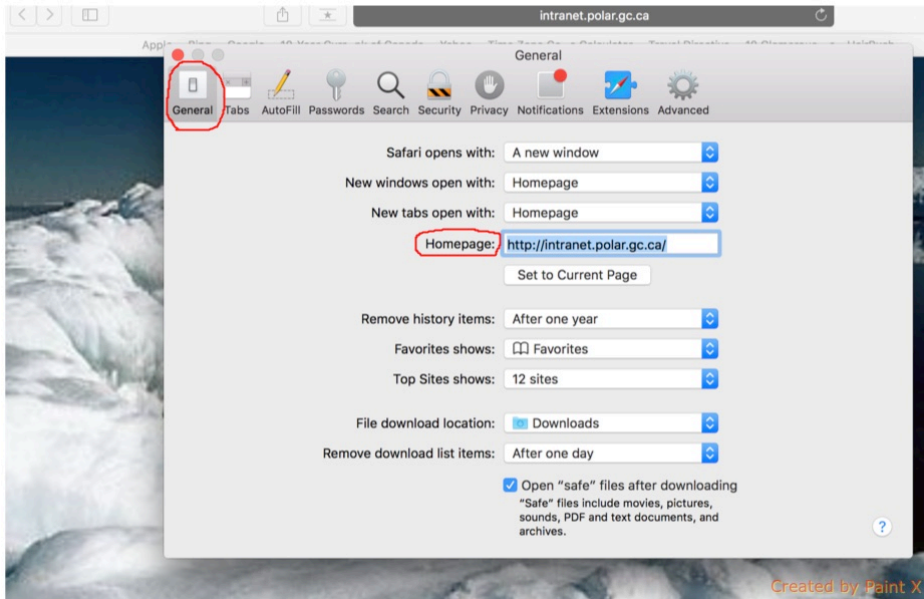 intranet.polar.gc.ca
General
General Tabs AutoFill Passwords Search Security Privacy Notifications Extensions Advanced
Safari opens with: A new window
New windows open with: Homepage
New tabs open with: Homepage
Homepage: http://intranet.polar.gc.ca/
Set to Current Page
Remove history items: After one year
Favorites shows: Favorites
Top Sites shows: 12 sites
File download location: Downloads
Remove download list items: After one day
Open “safe” files after downloading
“Safe” files include movies, pictures,
sounds, PDF and text documents, and
archives.
?
Created by Paint X